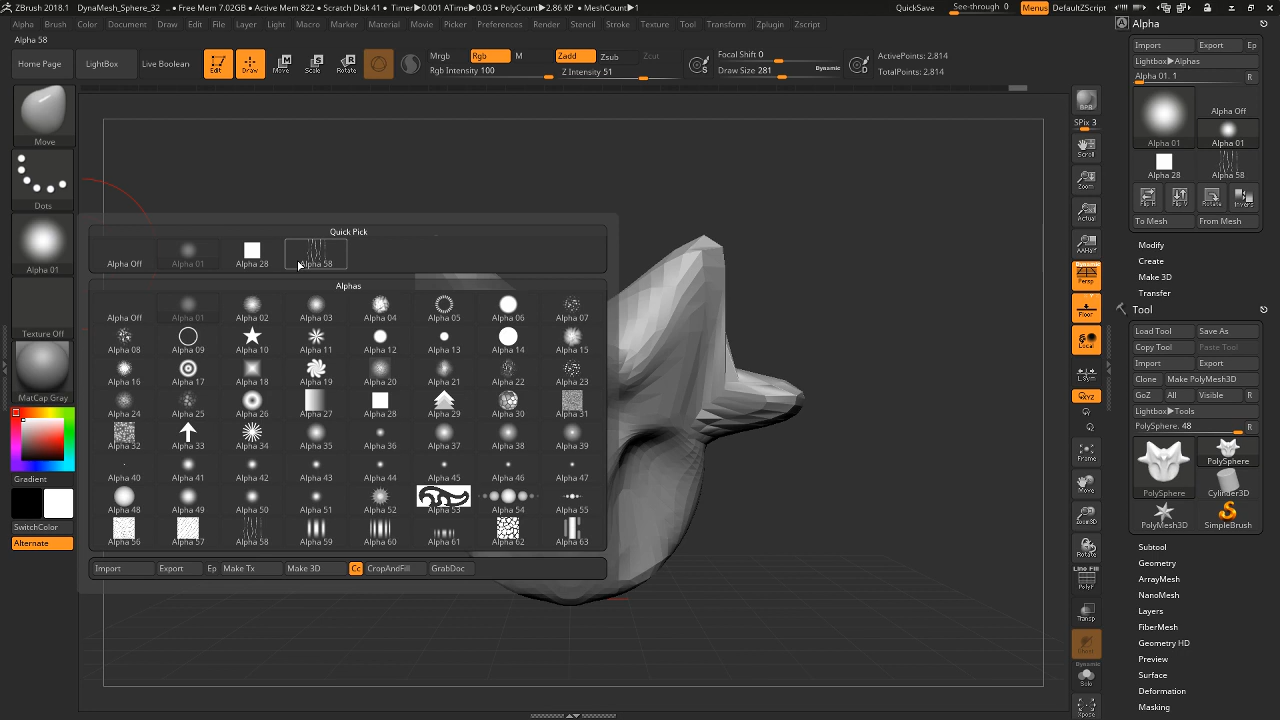 ZBrush 2018.1 DynaMesh_Sphere_32 .. • Free Mem 7.02GB • Active Mem 822 • Scratch Disk 41 • Timer▶0.001 ATime▶0.03 • PolyCount▶2.86 KP • MeshCount▶1 QuickSave See-through 0 Menus DefaultZScript
Alpha Brush Color Document Draw Edit File Layer Light Macro Marker Material Movie Picker Preferences Render Stencil Stroke Texture Tool Transform Zplugin Zscript
Alpha 58
Home Page LightBox Live Boolean Edit Draw Move Scale Rotate
Mrgb Rgb M Zadd Zsub Zcut
Rgb Intensity 100 Z Intensity 51
Focal Shift 0
Draw Size 281 Dynamic
ActivePoints: 2,814
TotalPoints: 2,814
Move
Dots
Alpha 01
Texture Off
MatCap Gray
Gradient
SwitchColor
Alternate
Quick Pick
Alpha Off Alpha 01 Alpha 28 Alpha 58
Alphas
Alpha Off Alpha 01 Alpha 02 Alpha 03 Alpha 04 Alpha 05 Alpha 06 Alpha 07
Alpha 08 Alpha 09 Alpha 10 Alpha 11 Alpha 12 Alpha 13 Alpha 14 Alpha 15
Alpha 16 Alpha 17 Alpha 18 Alpha 19 Alpha 20 Alpha 21 Alpha 22 Alpha 23
Alpha 24 Alpha 25 Alpha 26 Alpha 27 Alpha 28 Alpha 29 Alpha 30 Alpha 31
Alpha 32 Alpha 33 Alpha 34 Alpha 35 Alpha 36 Alpha 37 Alpha 38 Alpha 39
Alpha 40 Alpha 41 Alpha 42 Alpha 43 Alpha 44 Alpha 45 Alpha 46 Alpha 47
Alpha 48 Alpha 49 Alpha 50 Alpha 51 Alpha 52 Alpha 53 Alpha 54 Alpha 55
Alpha 56 Alpha 57 Alpha 58 Alpha 59 Alpha 60 Alpha 61 Alpha 62 Alpha 63
Import Export Ep Make Tx Make 3D Cc CropAndFill GrabDoc
BPR
SPix 3
Scroll
Zoom
Actual
AAHalf
Dynamic
Persp
Floor
Local
L.Sym
XYZ
Frame
Move
Zoom3D
Rotate
Line Fill
PolyF
Transp
Dynamic
Solo
Xpose
Alpha
Import Export Ep
Lightbox▶Alphas
Alpha 01. 1 R
Alpha Off
Alpha 01 Alpha 01
Alpha 28 Alpha 58
Flip H Flip V Rotate Invers
To Mesh From Mesh
Modify
Create
Make 3D
Transfer
Tool
Load Tool Save As
Copy Tool Paste Tool
Import Export
Clone Make PolyMesh3D
GoZ All Visible R
Lightbox▶Tools
PolySphere. 48 R
PolySphere
PolySphere Cylinder3D
PolyMesh3D SimpleBrush
Subtool
Geometry
ArrayMesh
NanoMesh
Layers
FiberMesh
Geometry HD
Preview
Surface
Deformation
Masking